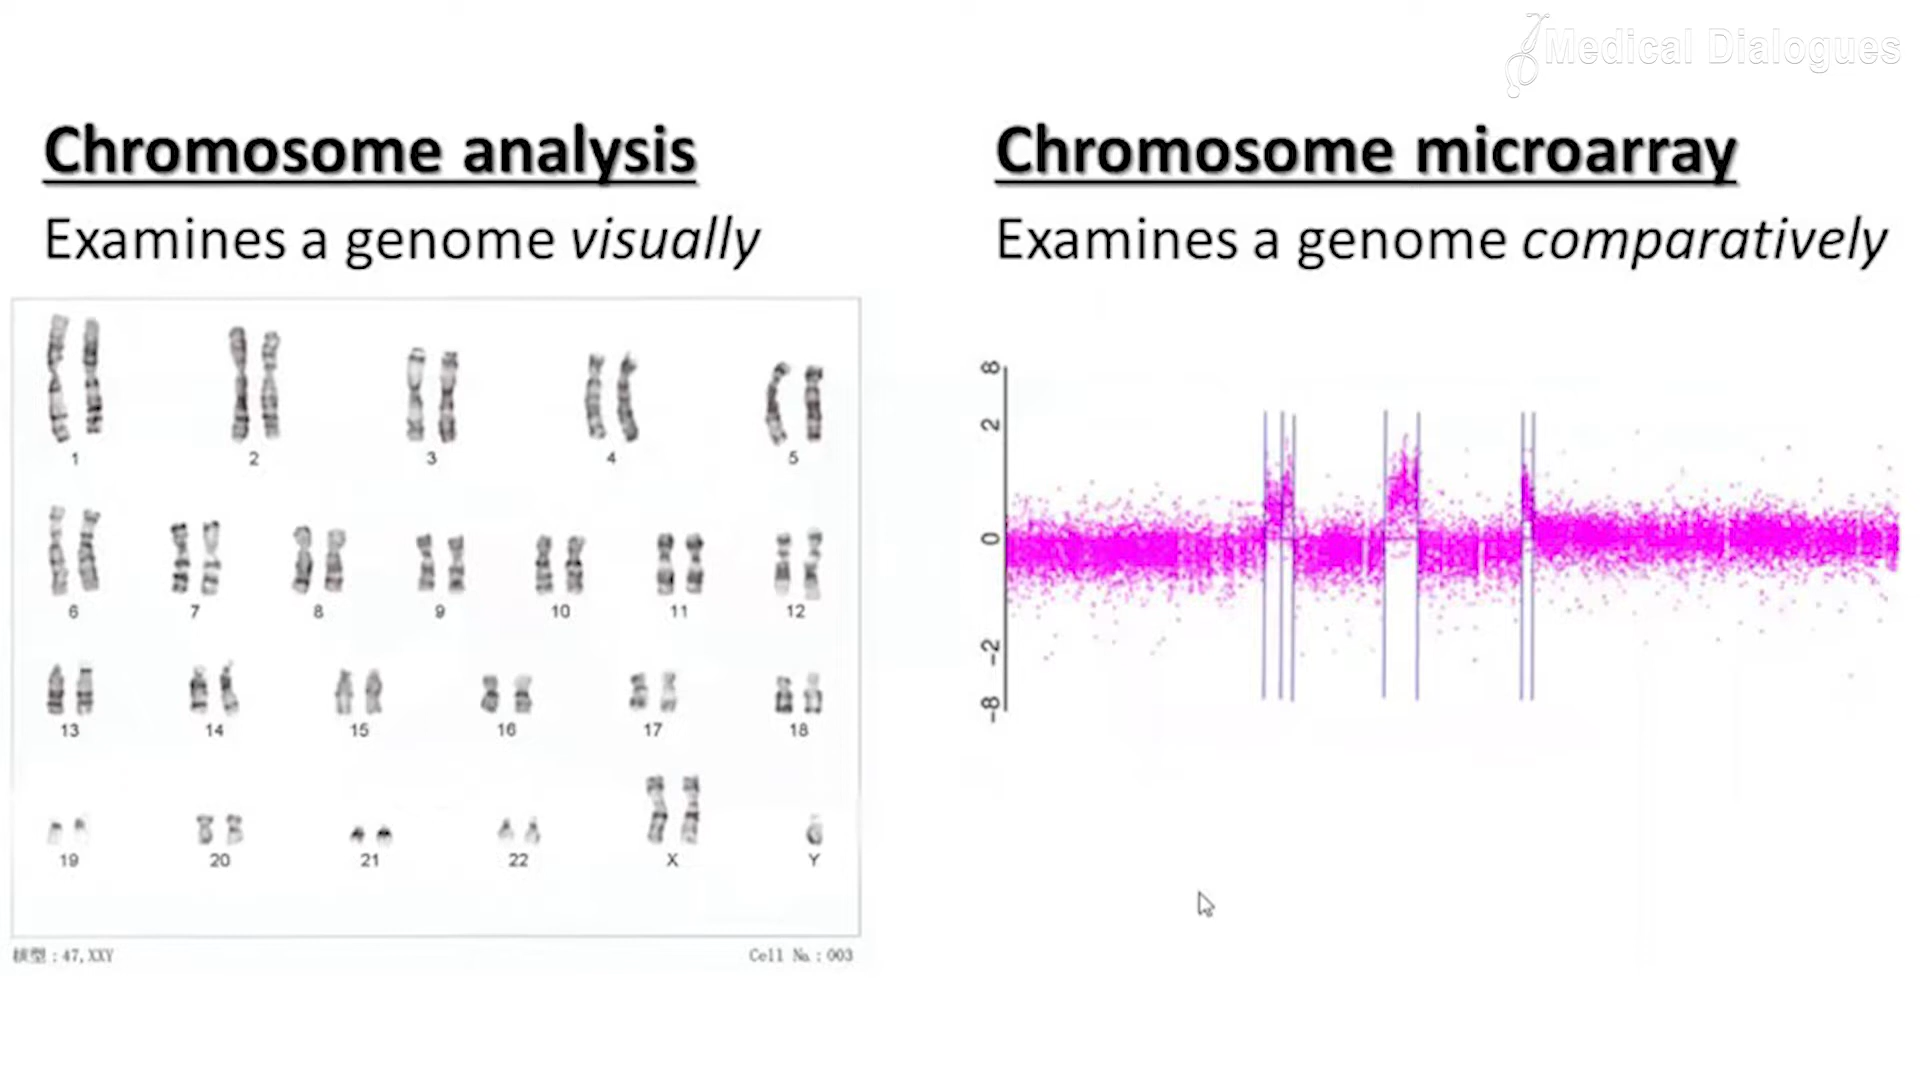 Medical Dialogues
Chromosome analysis
Examines a genome visually
1 2 3 4 5
6 7 8 9 10 11 12
13 14 15 16 17 18
19 20 21 22 X Y
核型：47,XXY
Cell No.：003
Chromosome microarray
Examines a genome comparatively
8
2
0
-2
-8